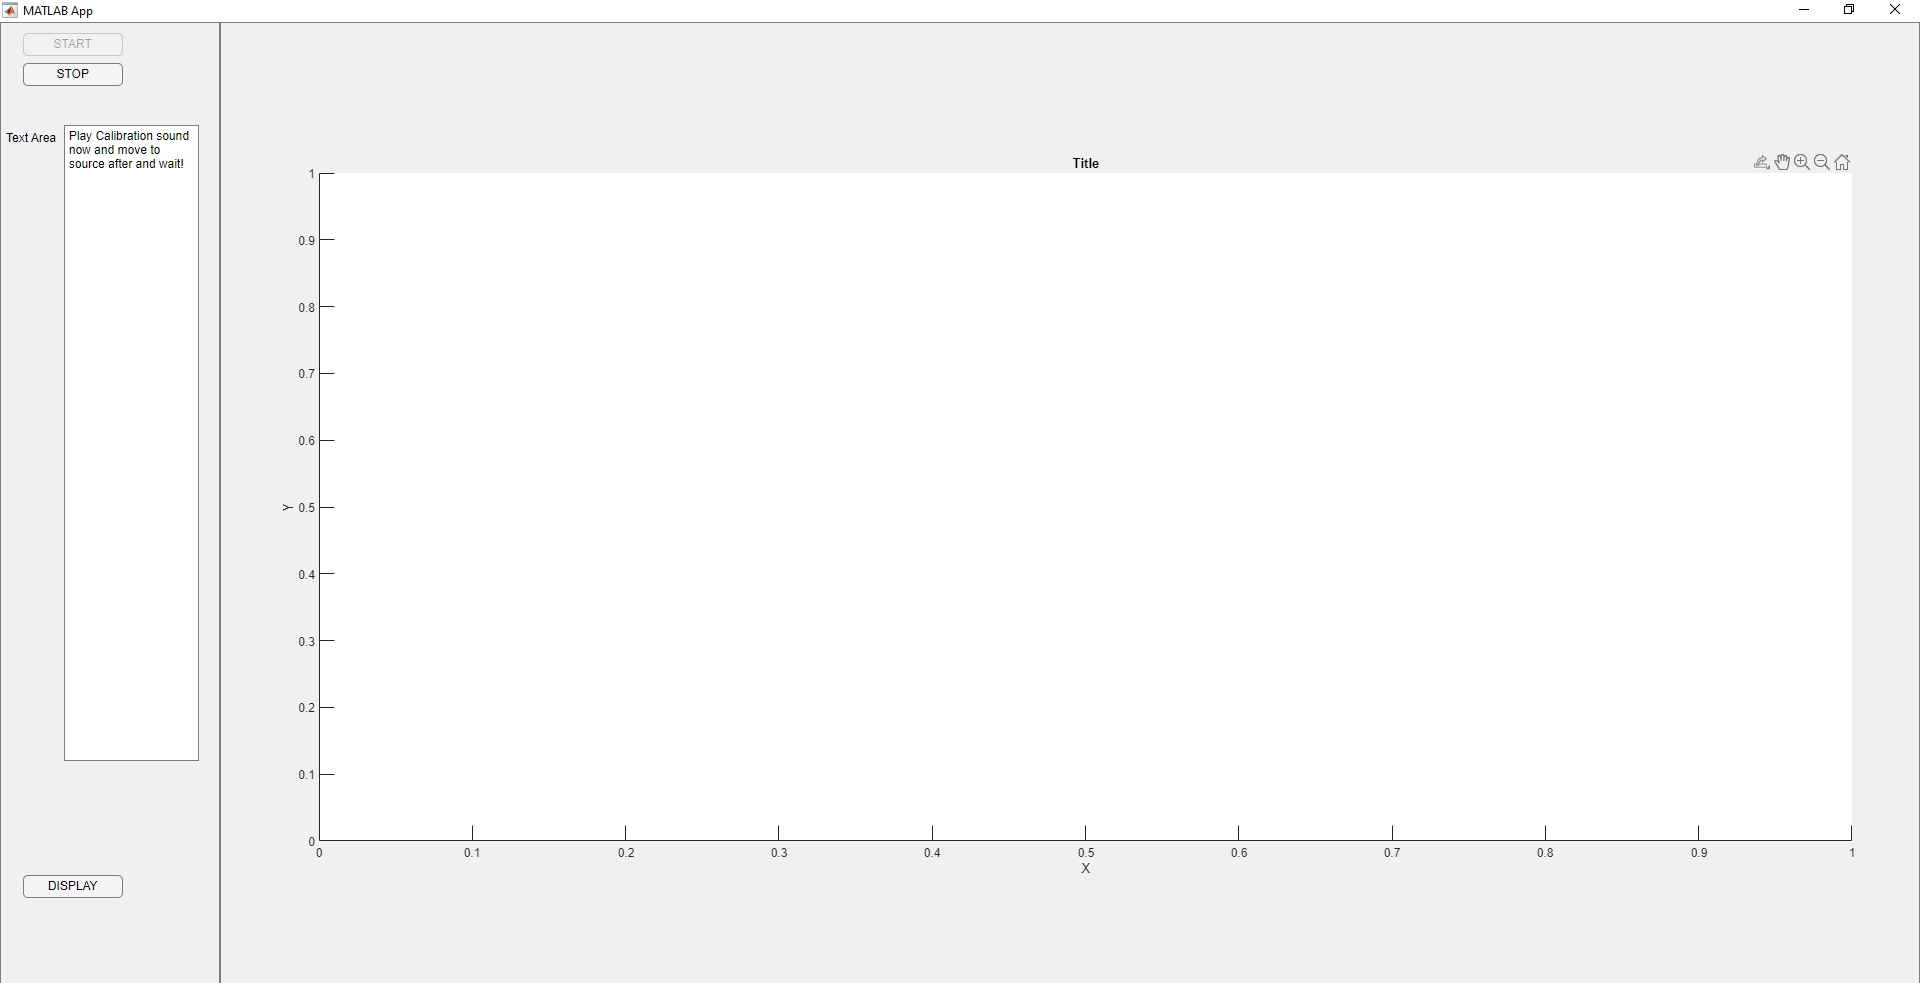 MATLAB App
START
STOP
Text Area
Play Calibration sound
now and move to
source after and wait!
DISPLAY
Title
1
0.9
0.8
0.7
0.6
0.5
0.4
0.3
0.2
0.1
0
Y
0 0.1 0.2 0.3 0.4 0.5 0.6 0.7 0.8 0.9 1
X